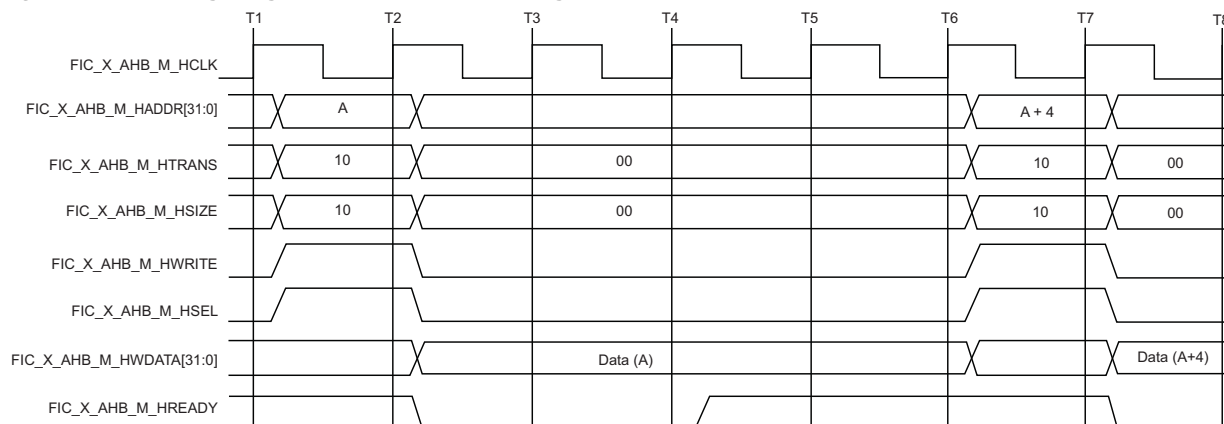 T1 T2 T3 T4 T5 T6 T7 T8
FIC_X_AHB_M_HCLK
FIC_X_AHB_M_HADDR[31:0] A A + 4
FIC_X_AHB_M_HTRANS 10 00 10 00
FIC_X_AHB_M_HSIZE 10 00 10 00
FIC_X_AHB_M_HWRITE
FIC_X_AHB_M_HSEL
FIC_X_AHB_M_HWDATA[31:0] Data (A) Data (A+4)
FIC_X_AHB_M_HREADY